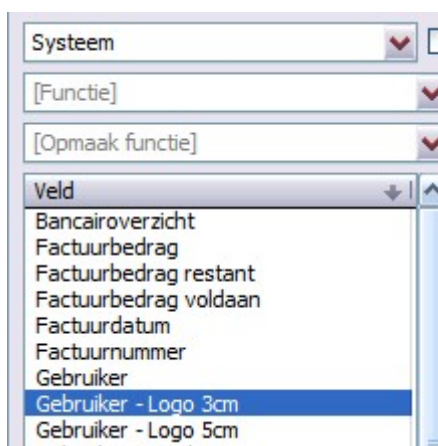 Systeem
[Functie]
[Opmaak functie]
Veld
Bancairoverzicht
Factuurbedrag
Factuurbedrag restant
Factuurbedrag voldaan
Factuurdatum
Factuurnummer
Gebruiker
Gebruiker - Logo 3cm
Gebruiker - Logo 5cm